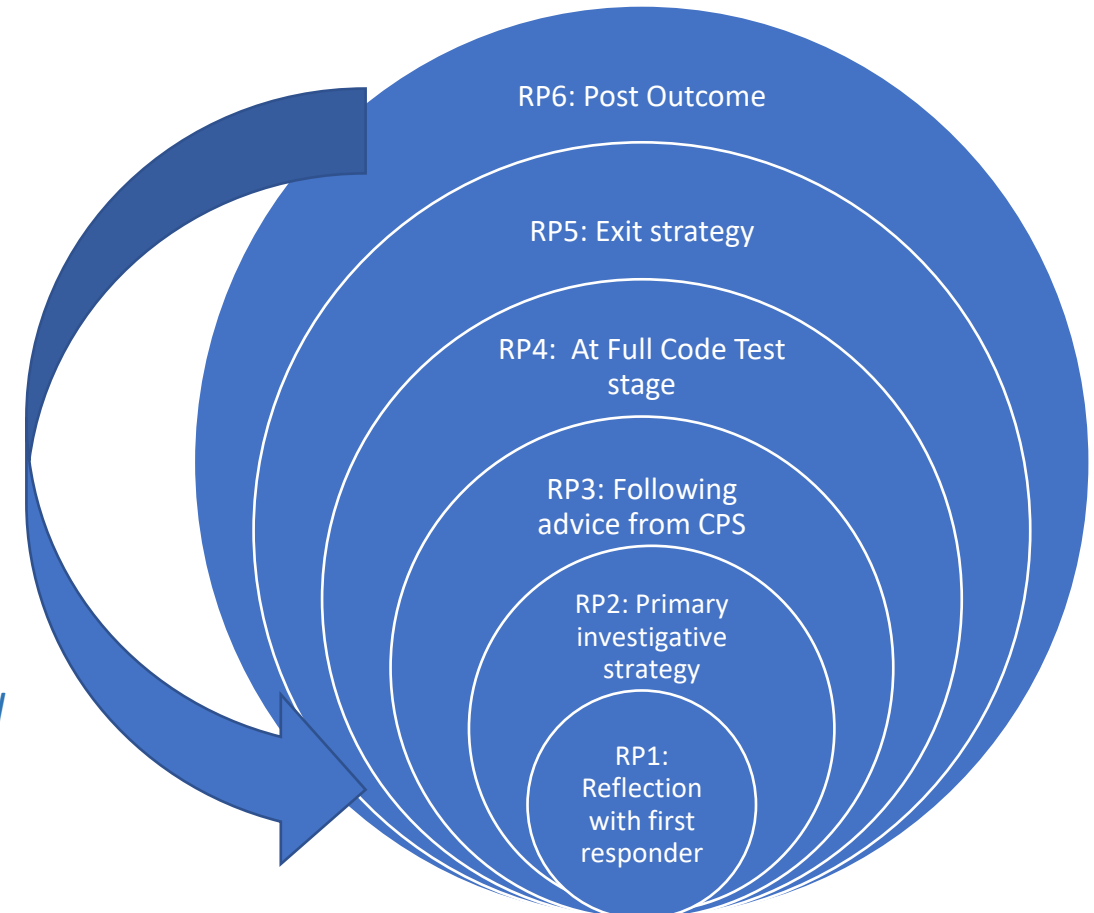 RP6: Post Outcome
RP5: Exit strategy
RP4:  At Full Code Test
stage
RP3: Following
advice from CPS
RP2: Primary
investigative
strategy
RP1:
Reflection
with first
responder